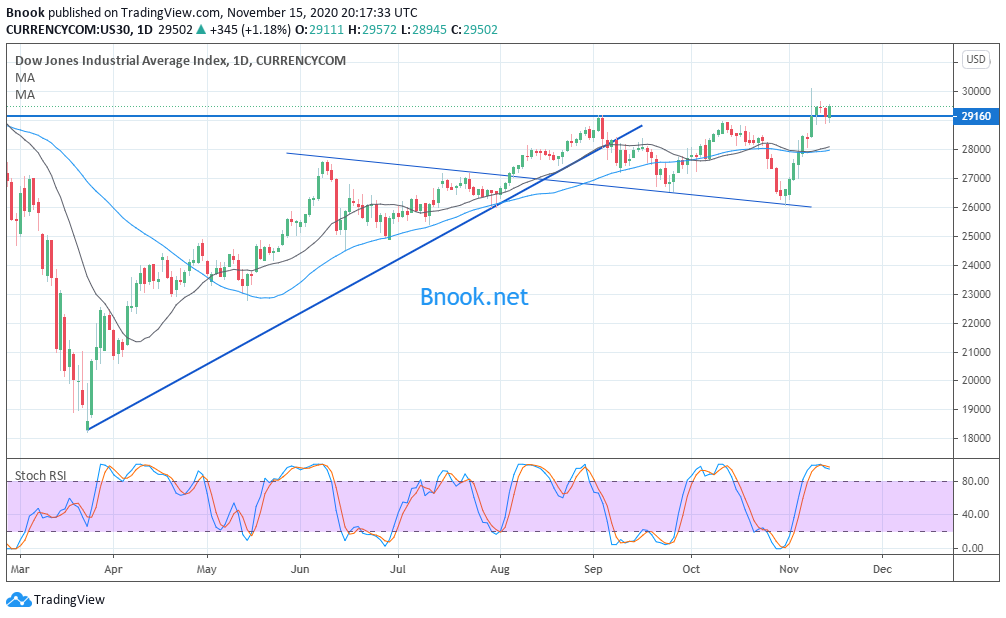 Bnook published on TradingView.com, November 15, 2020 20:17:33 UTC
CURRENCYCOM:US30, 1D 29502 ▲ +345 (+1.18%) O:29111 H:29572 L:28945 C:29502
Dow Jones Industrial Average Index, 1D, CURRENCYCOM
MA
MA
USD
30000
29160
28000
27000
26000
25000
24000
23000
22000
21000
20000
19000
18000
Bnook.net
Stoch RSI
80.00
40.00
0.00
Mar Apr May Jun Jul Aug Sep Oct Nov Dec
TradingView